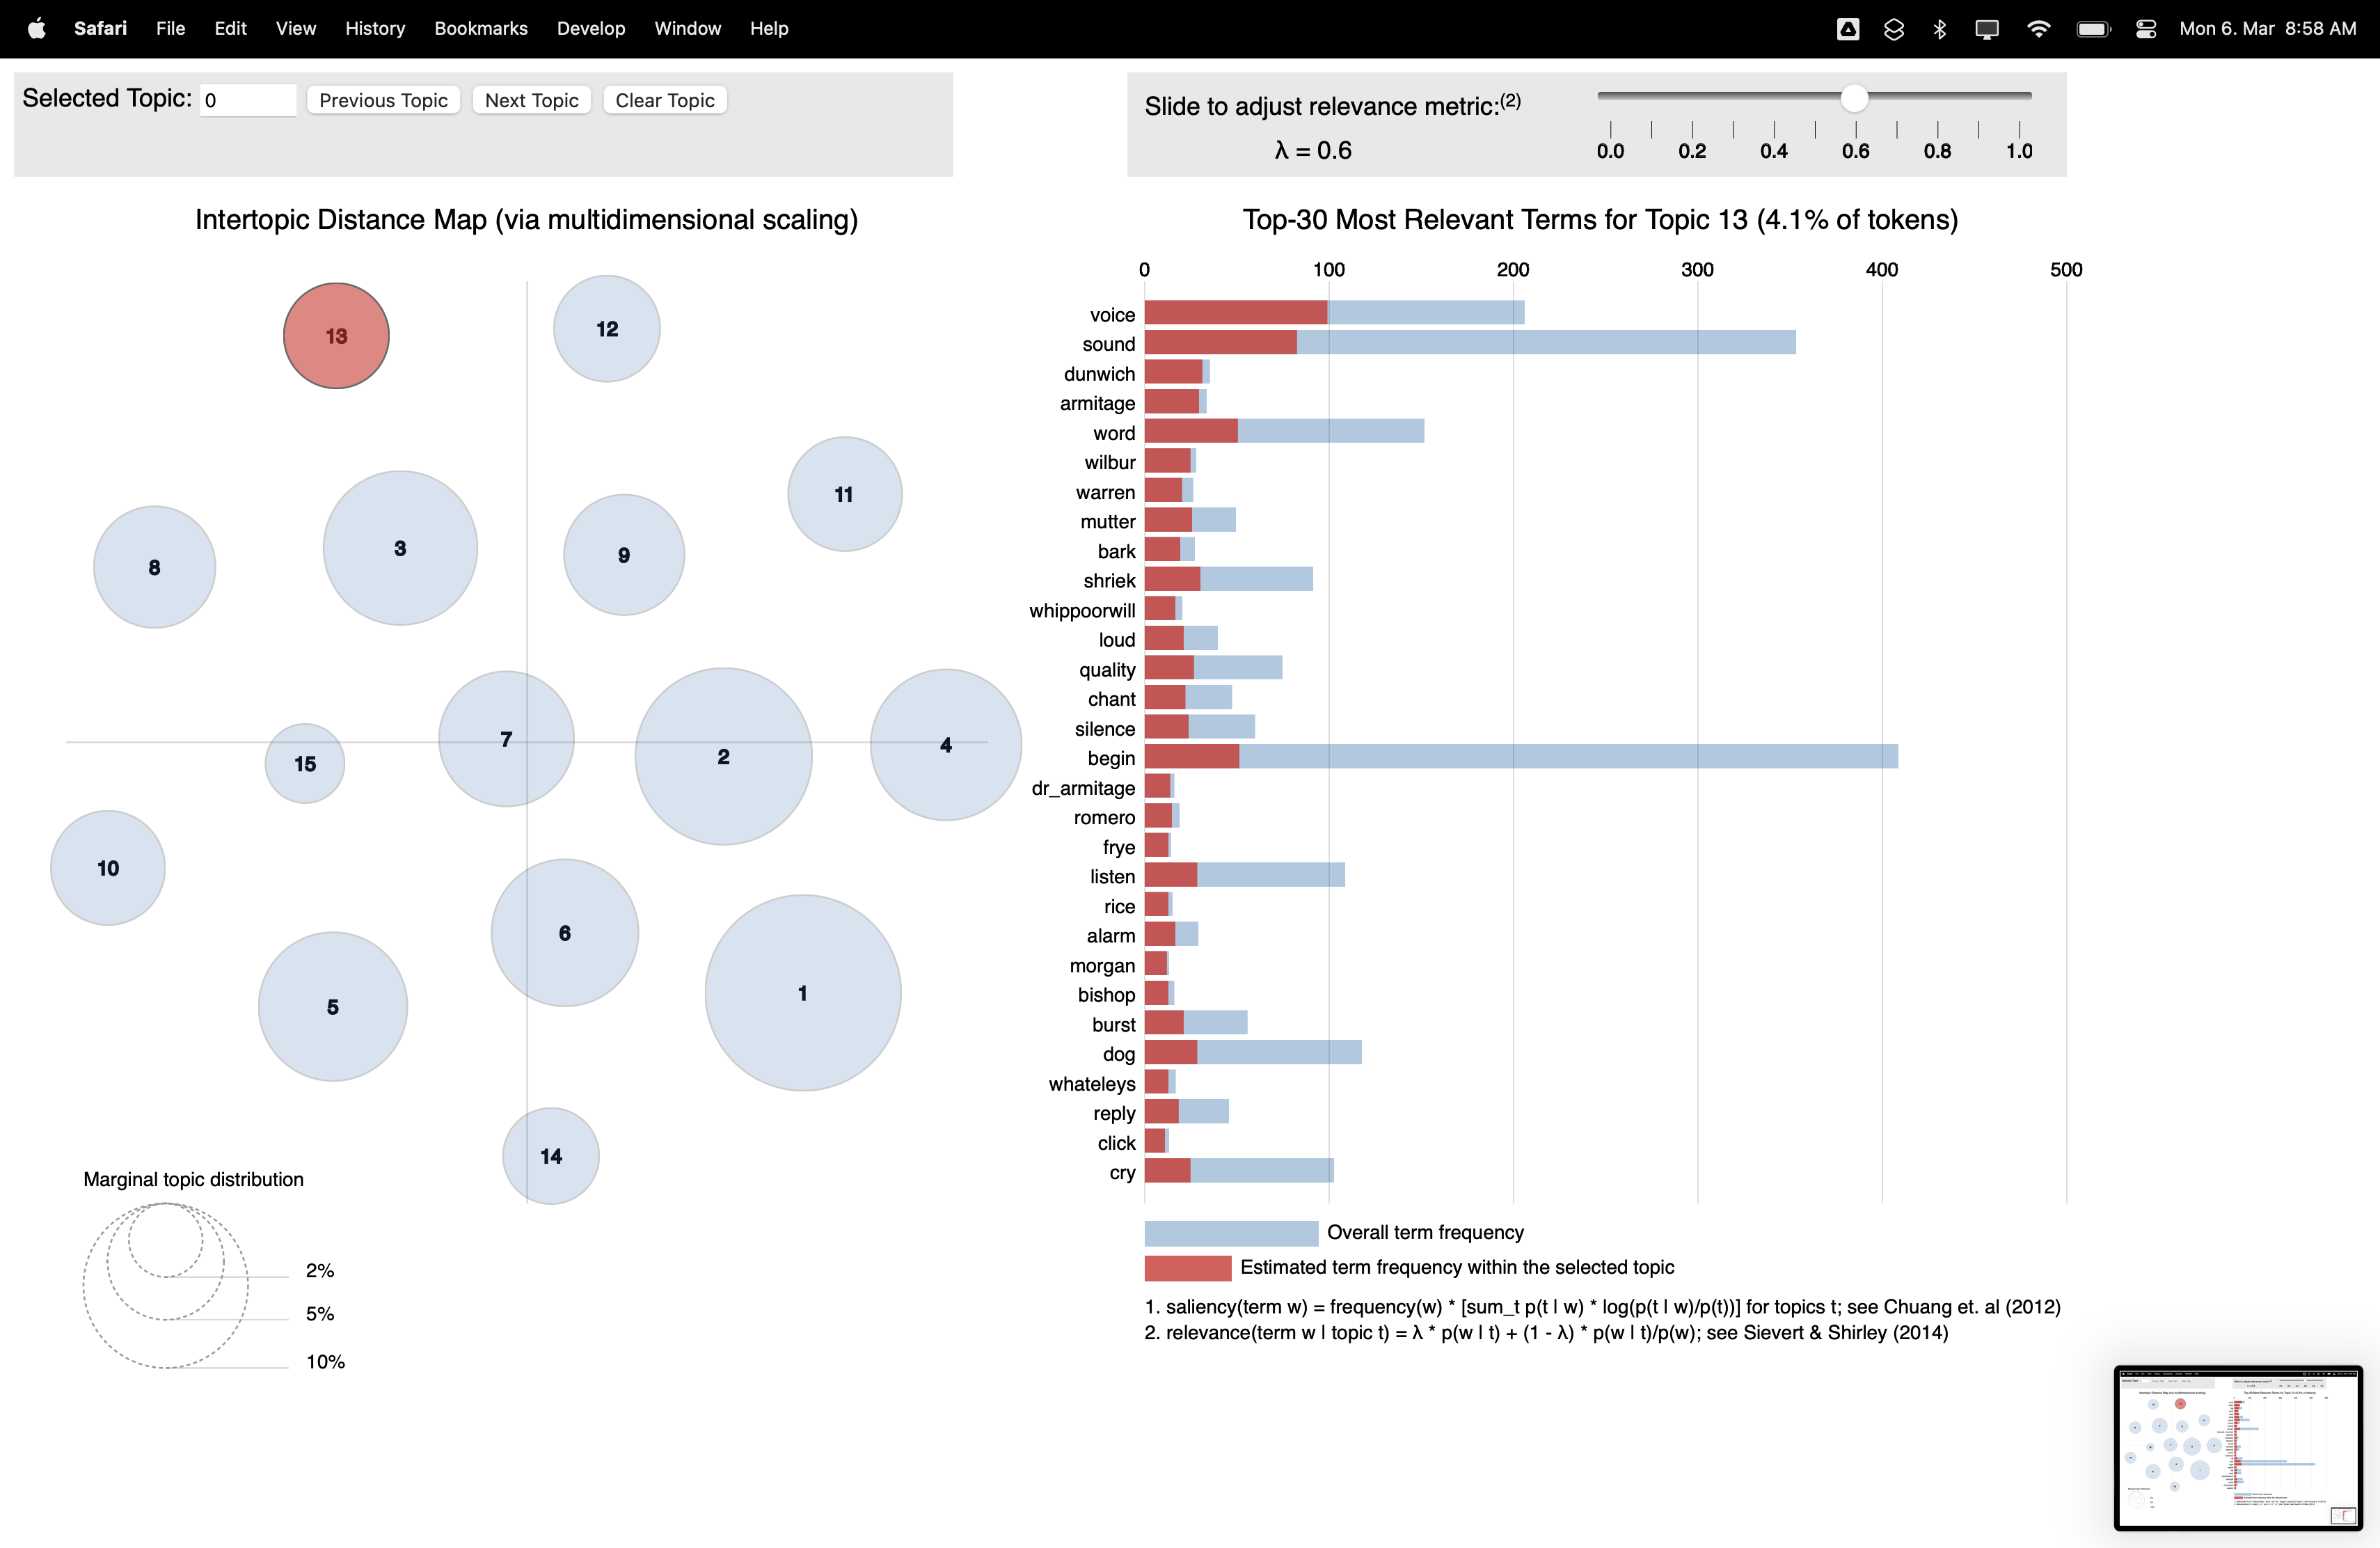 Safari File Edit View History Bookmarks Develop Window Help Mon 6. Mar 8:58 AM
Selected Topic: 0 Previous Topic Next Topic Clear Topic
Slide to adjust relevance metric:(2)
λ = 0.6
0.0 0.2 0.4 0.6 0.8 1.0
Intertopic Distance Map (via multidimensional scaling)
13
12
11
3
9
8
7
4
2
15
10
6
1
5
14
Marginal topic distribution
2%
5%
10%
Top-30 Most Relevant Terms for Topic 13 (4.1% of tokens)
0 100 200 300 400 500
voice
sound
dunwich
armitage
word
wilbur
warren
mutter
bark
shriek
whippoorwill
loud
quality
chant
silence
begin
dr_armitage
romero
frye
listen
rice
alarm
morgan
bishop
burst
dog
whateleys
reply
click
cry
Overall term frequency
Estimated term frequency within the selected topic
1. saliency(term w) = frequency(w) * [sum_t p(t | w) * log(p(t | w)/p(t))] for topics t; see Chuang et. al (2012)
2. relevance(term w | topic t) = λ * p(w | t) + (1 - λ) * p(w | t)/p(w); see Sievert & Shirley (2014)